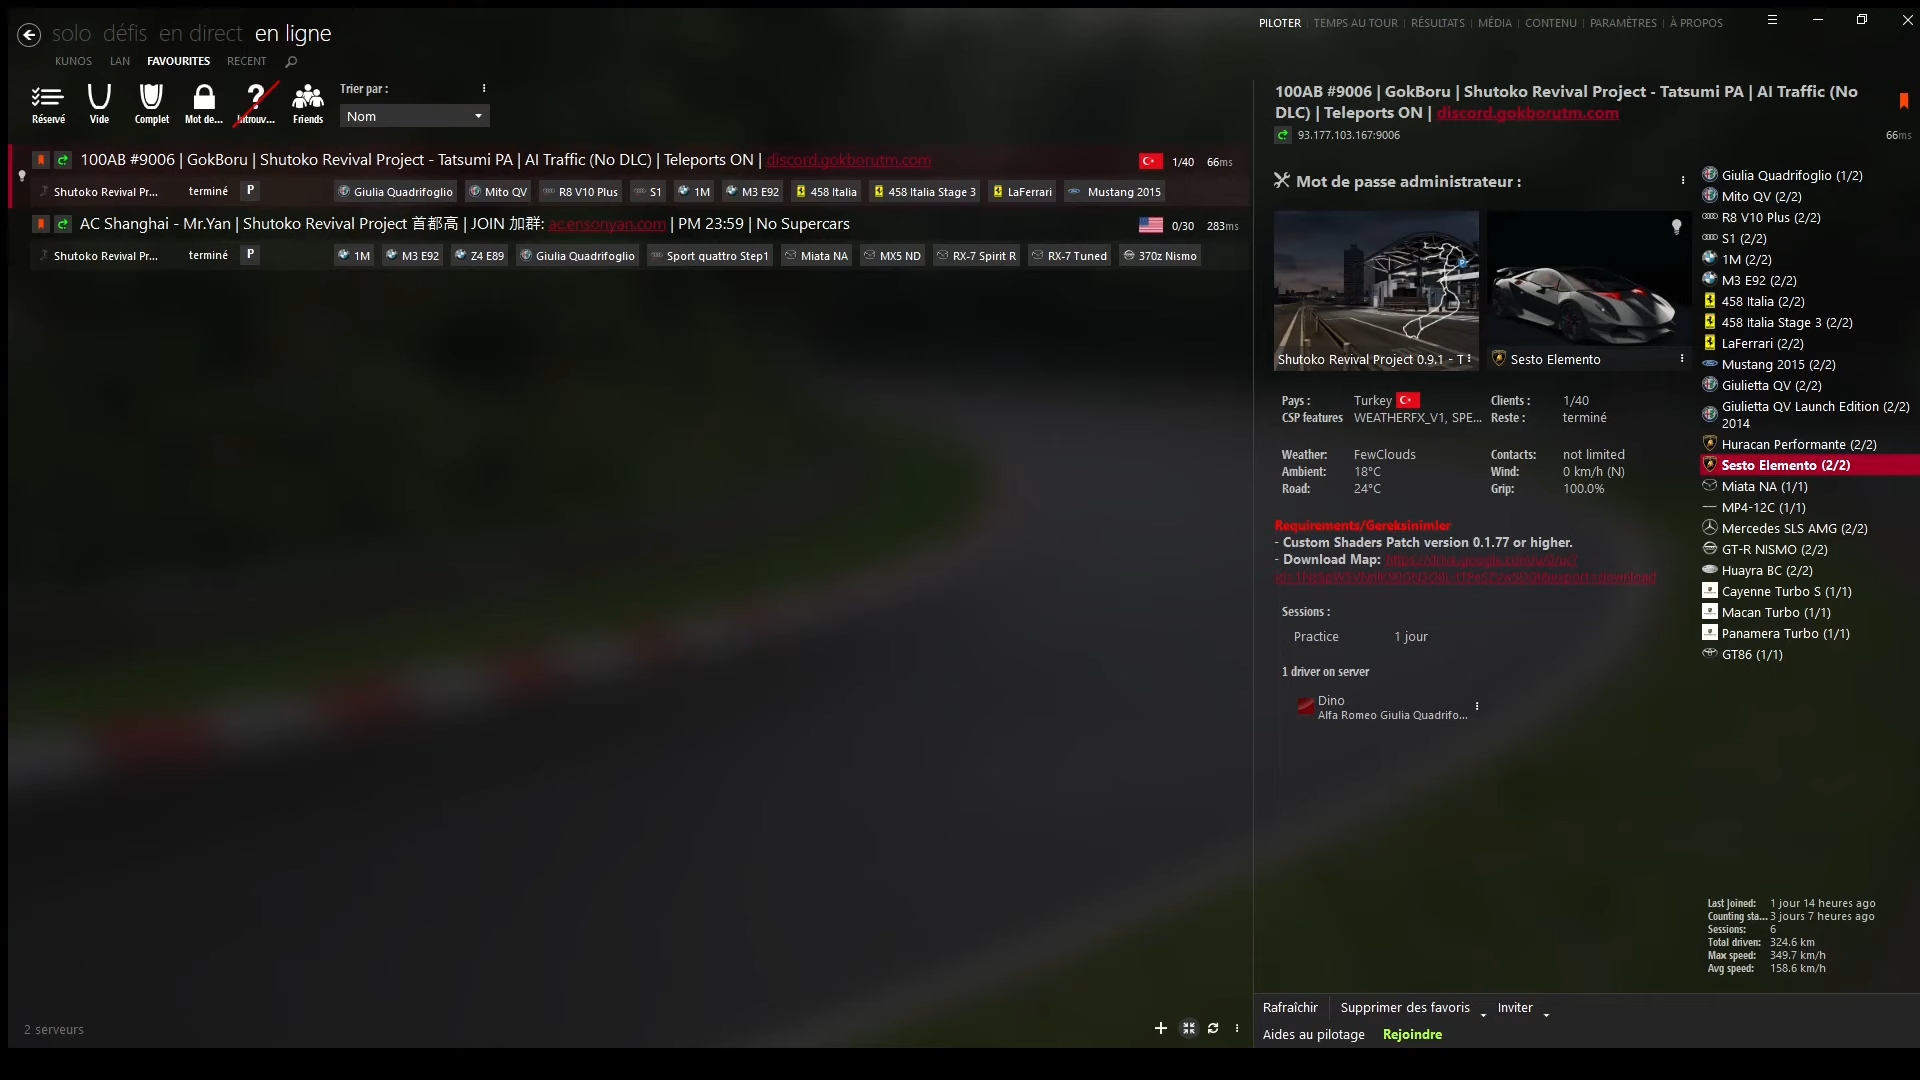 solo défis en direct en ligne
KUNOS LAN FAVOURITES RECENT
PILOTER | TEMPS AU TOUR | RÉSULTATS | MÉDIA | CONTENU | PARAMÈTRES | À PROPOS
Réservé Vide Complet Mot de... Introuv... Friends
Trier par :
Nom
100AB #9006 | GokBoru | Shutoko Revival Project - Tatsumi PA | AI Traffic (No DLC) | Teleports ON | discord.gokborutm.com 1/40 66ms
Shutoko Revival Pr... terminé P Giulia Quadrifoglio Mito QV R8 V10 Plus S1 1M M3 E92 458 Italia 458 Italia Stage 3 LaFerrari Mustang 2015
AC Shanghai - Mr.Yan | Shutoko Revival Project 首都高 | JOIN 加群: ac.ensonyan.com | PM 23:59 | No Supercars 0/30 283ms
Shutoko Revival Pr... terminé P 1M M3 E92 Z4 E89 Giulia Quadrifoglio Sport quattro Step1 Miata NA MX5 ND RX-7 Spirit R RX-7 Tuned 370z Nismo
2 serveurs
100AB #9006 | GokBoru | Shutoko Revival Project - Tatsumi PA | AI Traffic (No
DLC) | Teleports ON | discord.gokborutm.com
93.177.103.167:9006 66ms
Mot de passe administrateur :
Shutoko Revival Project 0.9.1 - T
Sesto Elemento
Pays : Turkey Clients : 1/40
CSP features WEATHERFX_V1, SPE... Reste : terminé
Weather: FewClouds Contacts: not limited
Ambient: 18°C Wind: 0 km/h (N)
Road: 24°C Grip: 100.0%
Requirements/Gereksinimler
- Custom Shaders Patch version 0.1.77 or higher.
- Download Map:
Sessions :
Practice 1 jour
1 driver on server
Dino
Alfa Romeo Giulia Quadrifo...
Giulia Quadrifoglio (1/2)
Mito QV (2/2)
R8 V10 Plus (2/2)
S1 (2/2)
1M (2/2)
M3 E92 (2/2)
458 Italia (2/2)
458 Italia Stage 3 (2/2)
LaFerrari (2/2)
Mustang 2015 (2/2)
Giulietta QV (2/2)
Giulietta QV Launch Edition (2/2)
2014
Huracan Performante (2/2)
Sesto Elemento (2/2)
Miata NA (1/1)
MP4-12C (1/1)
Mercedes SLS AMG (2/2)
GT-R NISMO (2/2)
Huayra BC (2/2)
Cayenne Turbo S (1/1)
Macan Turbo (1/1)
Panamera Turbo (1/1)
GT86 (1/1)
Last Joined: 1 jour 14 heures ago
Counting sta... 3 jours 7 heures ago
Sessions: 6
Total driven: 324.6 km
Max speed: 349.7 km/h
Avg speed: 158.6 km/h
Rafraîchir Supprimer des favoris Inviter
Aides au pilotage Rejoindre